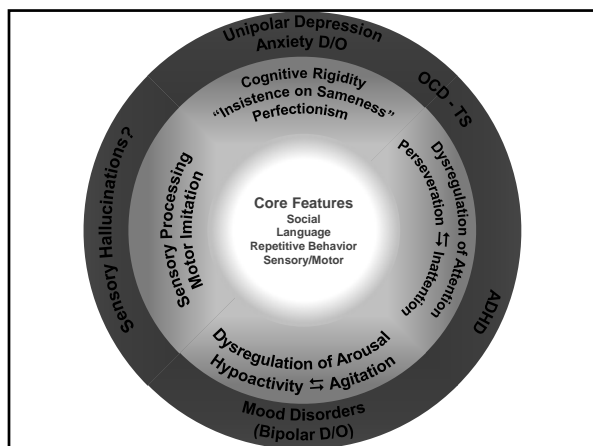 Unipolar Depression
Anxiety D/O
OCD - TS
ADHD
Mood Disorders
(Bipolar D/O)
Sensory Hallucinations?
Cognitive Rigidity
“Insistence on Sameness”
Perfectionism
Dysregulation of Attention
Perseveration ⇅ Inattention
Dysregulation of Arousal
Hypoactivity ⇆ Agitation
Sensory Processing
Motor Imitation
Core Features
Social
Language
Repetitive Behavior
Sensory/Motor